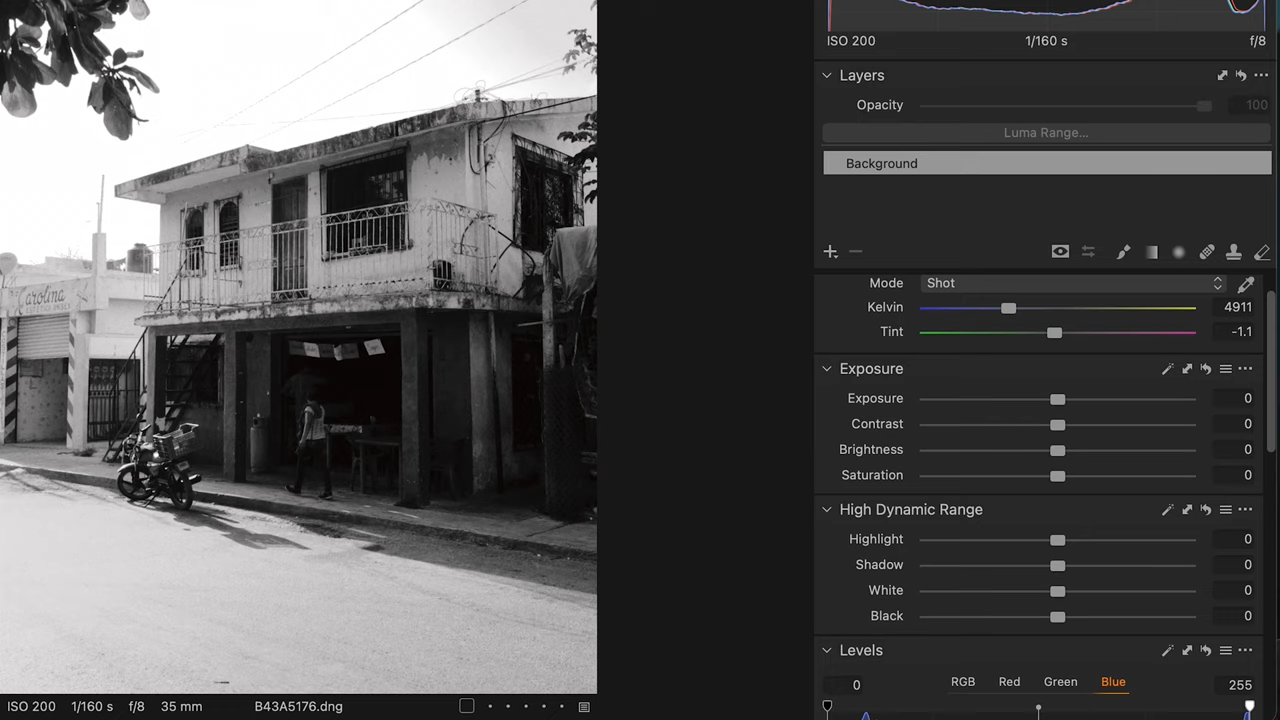 ISO 200 1/160 s f/8
Layers
Opacity 100
Luma Range...
Background
Mode Shot
Kelvin 4911
Tint -1.1
Exposure
Exposure 0
Contrast 0
Brightness 0
Saturation 0
High Dynamic Range
Highlight 0
Shadow 0
White 0
Black 0
Levels
0 RGB Red Green Blue 255
Carolina
ISO 200 1/160 s f/8 35 mm B43A5176.dng